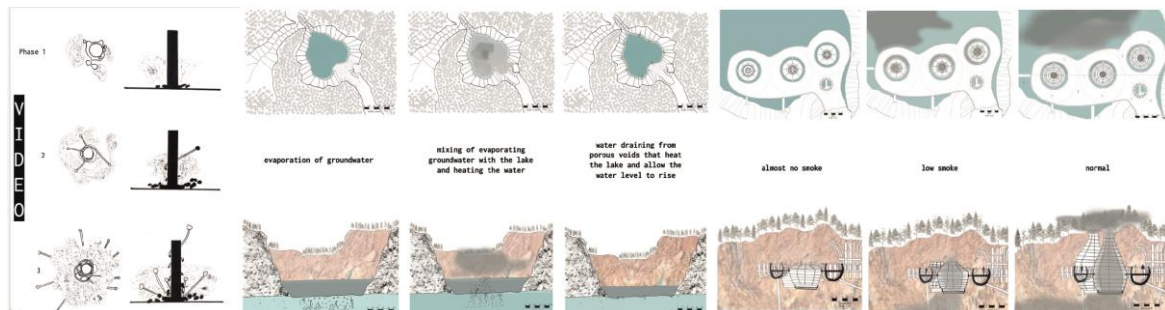 Phase 1
VIDEO
2
3
evaporation of groundwater
mixing of evaporating
groundwater with the lake
and heating the water
water draining from
porous voids that heat
the lake and allow the
water level to rise
almost no smoke
low smoke
normal